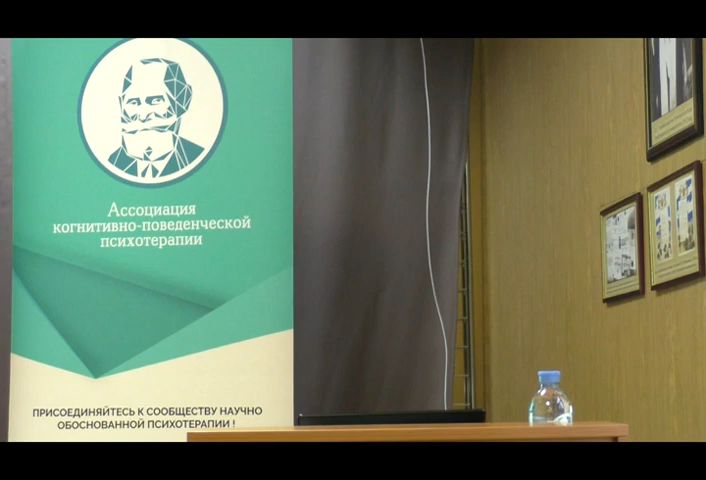 Ассоциация
когнитивно-поведенческой
психотерапии
ПРИСОЕДИНЯЙТЕСЬ К СООБЩЕСТВУ НАУЧНО
ОБОСНОВАННОЙ ПСИХОТЕРАПИИ !